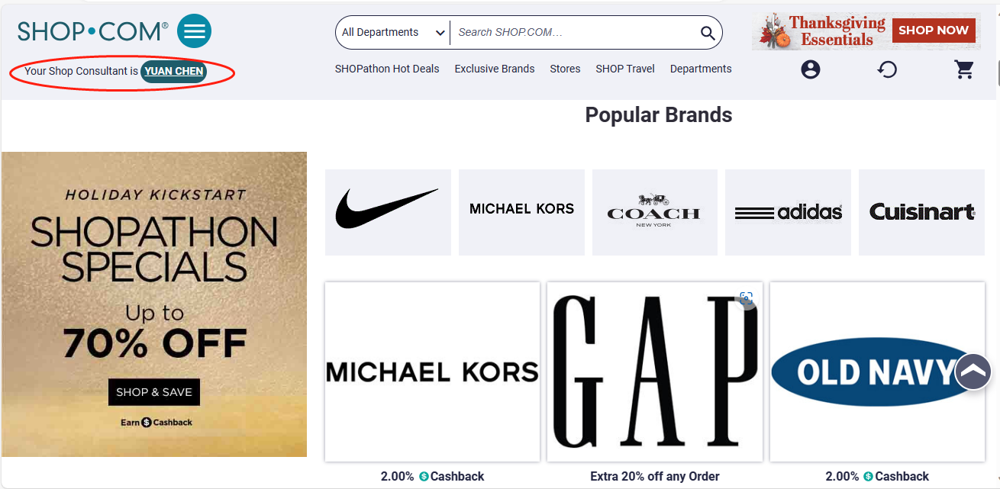 SHOP•COM®
All Departments
Search SHOP.COM...
Thanksgiving
Essentials
SHOP NOW
Your Shop Consultant is YUAN CHEN
SHOPathon Hot Deals
Exclusive Brands
Stores
SHOP Travel
Departments
Popular Brands
HOLIDAY KICKSTART
SHOPATHON
SPECIALS
Up to
70% OFF
SHOP & SAVE
Earn $ Cashback
MICHAEL KORS
COACH
NEW YORK
adidas
Cuisinart
MICHAEL KORS
GAP
OLD NAVY
2.00% $ Cashback
Extra 20% off any Order
2.00% $ Cashback